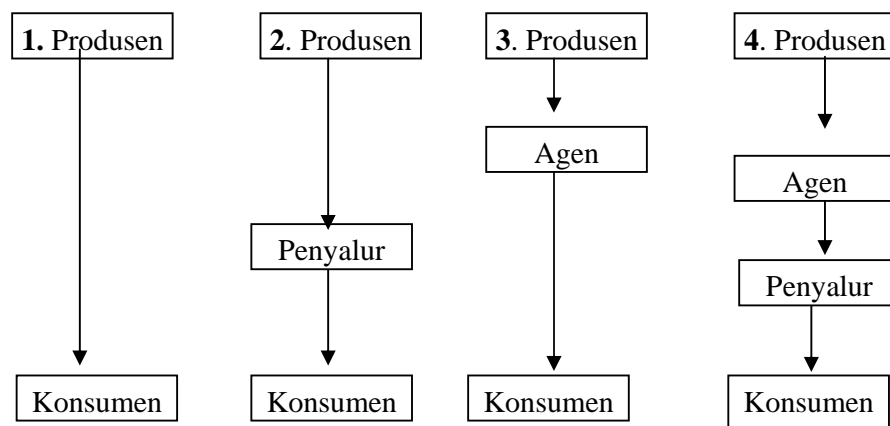 1. Produsen
2. Produsen
3. Produsen
4. Produsen
Agen
Agen
Penyalur
Penyalur
Konsumen
Konsumen
Konsumen
Konsumen